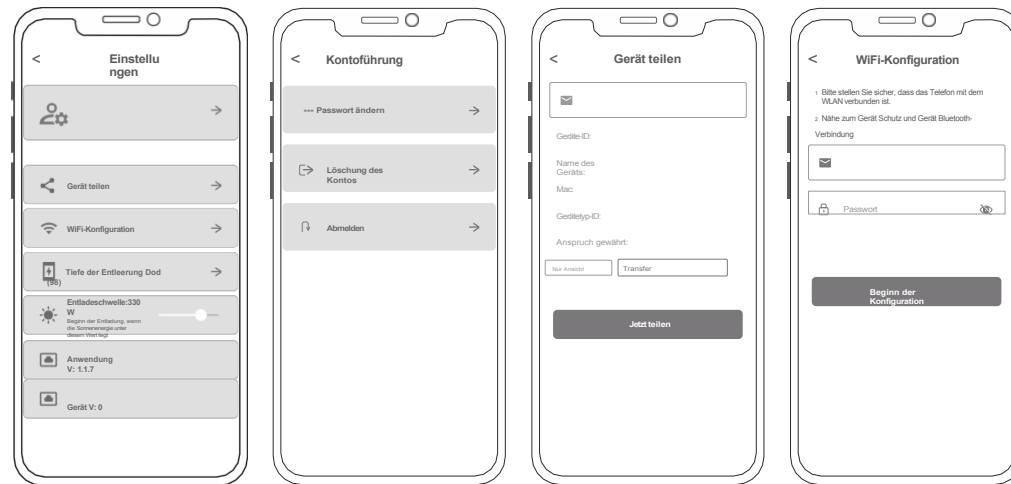 <
Einstellu
ngen
Gerät teilen
WiFi-Konfiguration
Tiefe der Entleerung Dod
(98)
Entladeschwelle:330
W
Beginn der Entladung, wenn
die Sonnenenergie unter
diesem Wert liegt
Anwendung
V: 1.1.7
Gerät V: 0
<
Kontoführung
Passwort ändern
Löschung des
Kontos
Abmelden
<
Gerät teilen
Geräte-ID:
Name des
Geräts:
Mac:
Gerätetyp-ID:
Anspruch gewährt:
Nur Ansicht
Transfer
Jetzt teilen
<
WiFi-Konfiguration
1 Bitte stellen Sie sicher, dass das Telefon mit dem
WLAN verbunden ist.
2 Nähe zum Gerät Schutz und Gerät Bluetooth-
Verbindung
Passwort
Beginn der
Konfiguration